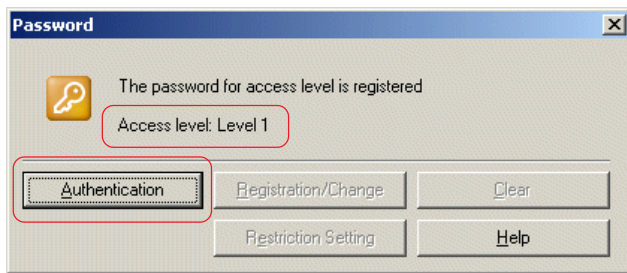 Password
The password for access level is registered
Access level: Level 1
Authentication
Registration/Change
Clear
Restriction Setting
Help